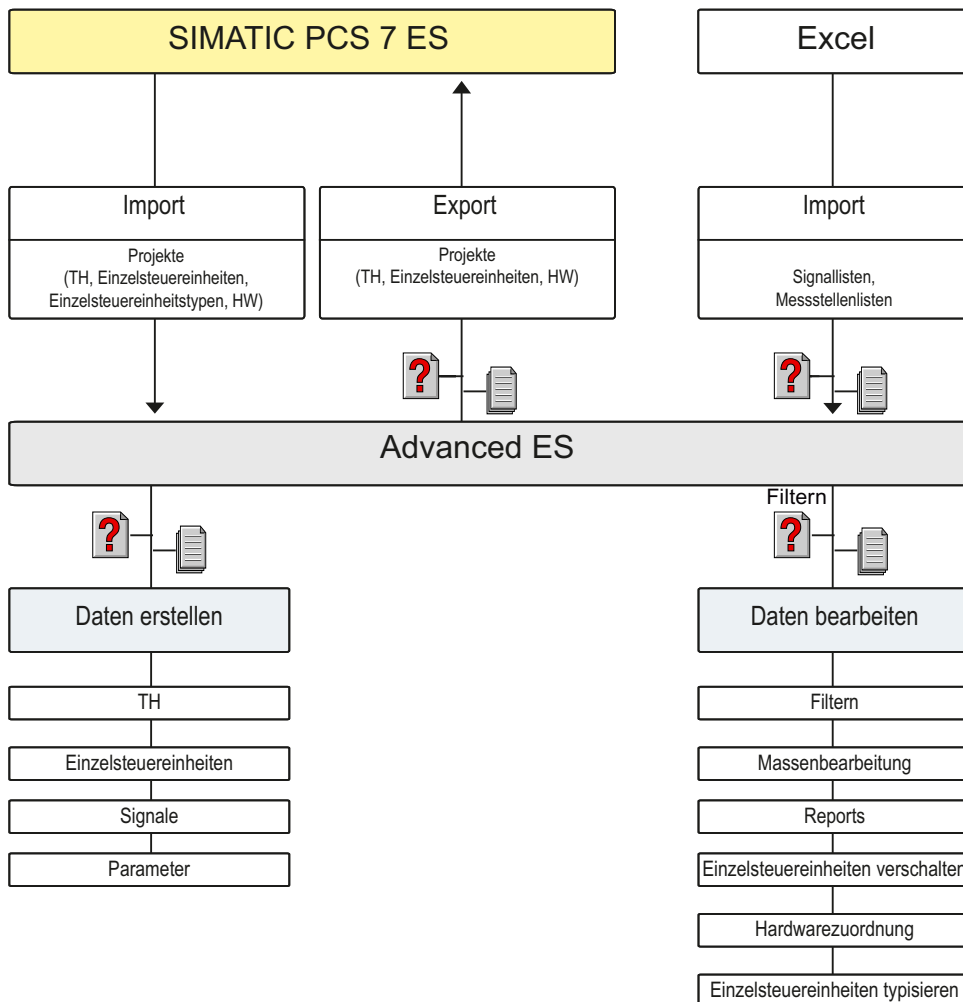 SIMATIC PCS 7 ES
Excel
Import
Projekte
(TH, Einzelsteuereinheiten,
Einzelsteuereinheitstypen, HW)
Export
Projekte
(TH, Einzelsteuereinheiten, HW)
Import
Signallisten,
Messstellenlisten
?
?
Advanced ES
Filtern
?
?
Daten erstellen
TH
Einzelsteuereinheiten
Signale
Parameter
Daten bearbeiten
Filtern
Massenbearbeitung
Reports
Einzelsteuereinheiten verschalten
Hardwarezuordnung
Einzelsteuereinheiten typisieren